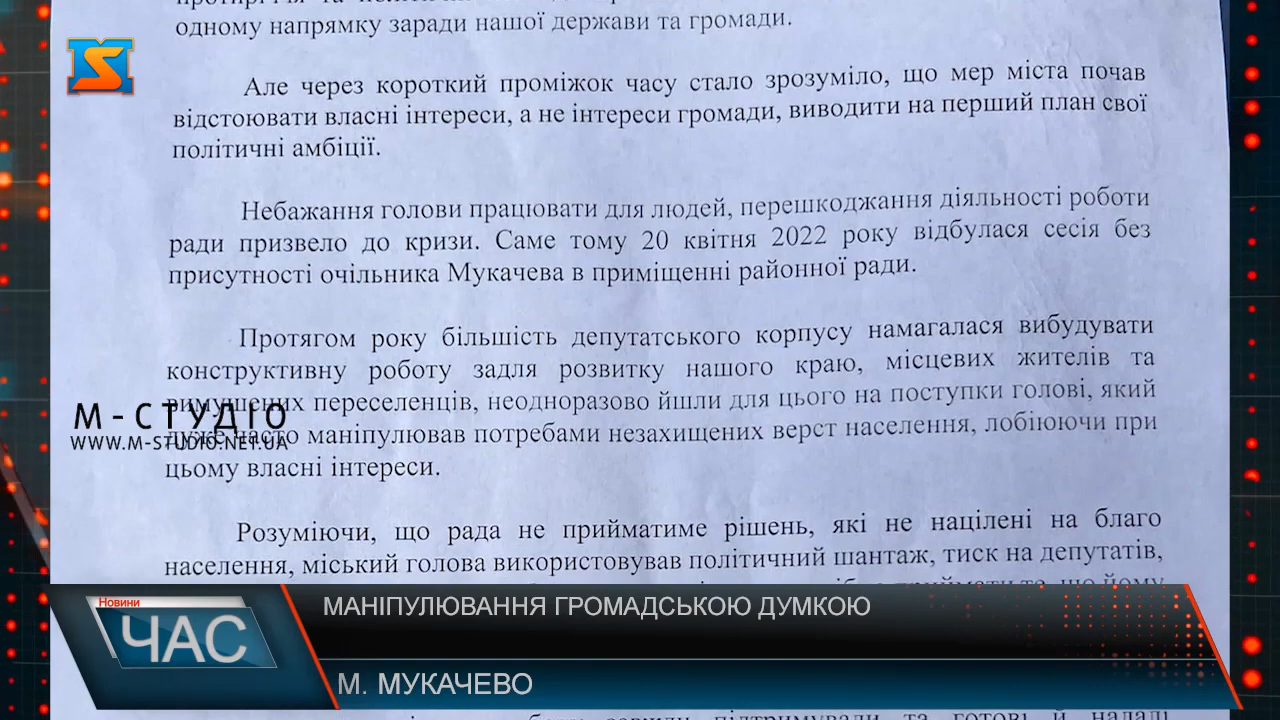 одному напрямку заради нашої держави та громади.
Але через короткий проміжок часу стало зрозуміло, що мер міста почав
відстоювати власні інтереси, а не інтереси громади, виводити на перший план свої
політичні амбіції.
Небажання голови працювати для людей, перешкоджання діяльності роботи
ради призвело до кризи. Саме тому 20 квітня 2022 року відбулася сесія без
присутності очільника Мукачева в приміщенні районної ради.
Протягом року більшість депутатського корпусу намагалася вибудувати
конструктивну роботу задля розвитку нашого краю, місцевих жителів та
вимушених переселенців, неодноразово йшли для цього на поступки голові, який
дуже часто маніпулював потребами незахищених верст населення, лобіюючи при
цьому власні інтереси.
М-СТУДІО
WWW.M-STUDIO.NET.UA
Розуміючи, що рада не прийматиме рішень, які не націлені на благо
населення, міський голова використовував політичний шантаж, тиск на депутатів,
Новини
ЧАС
МАНІПУЛЮВАННЯ ГРОМАДСЬКОЮ ДУМКОЮ
М. МУКАЧЕВО